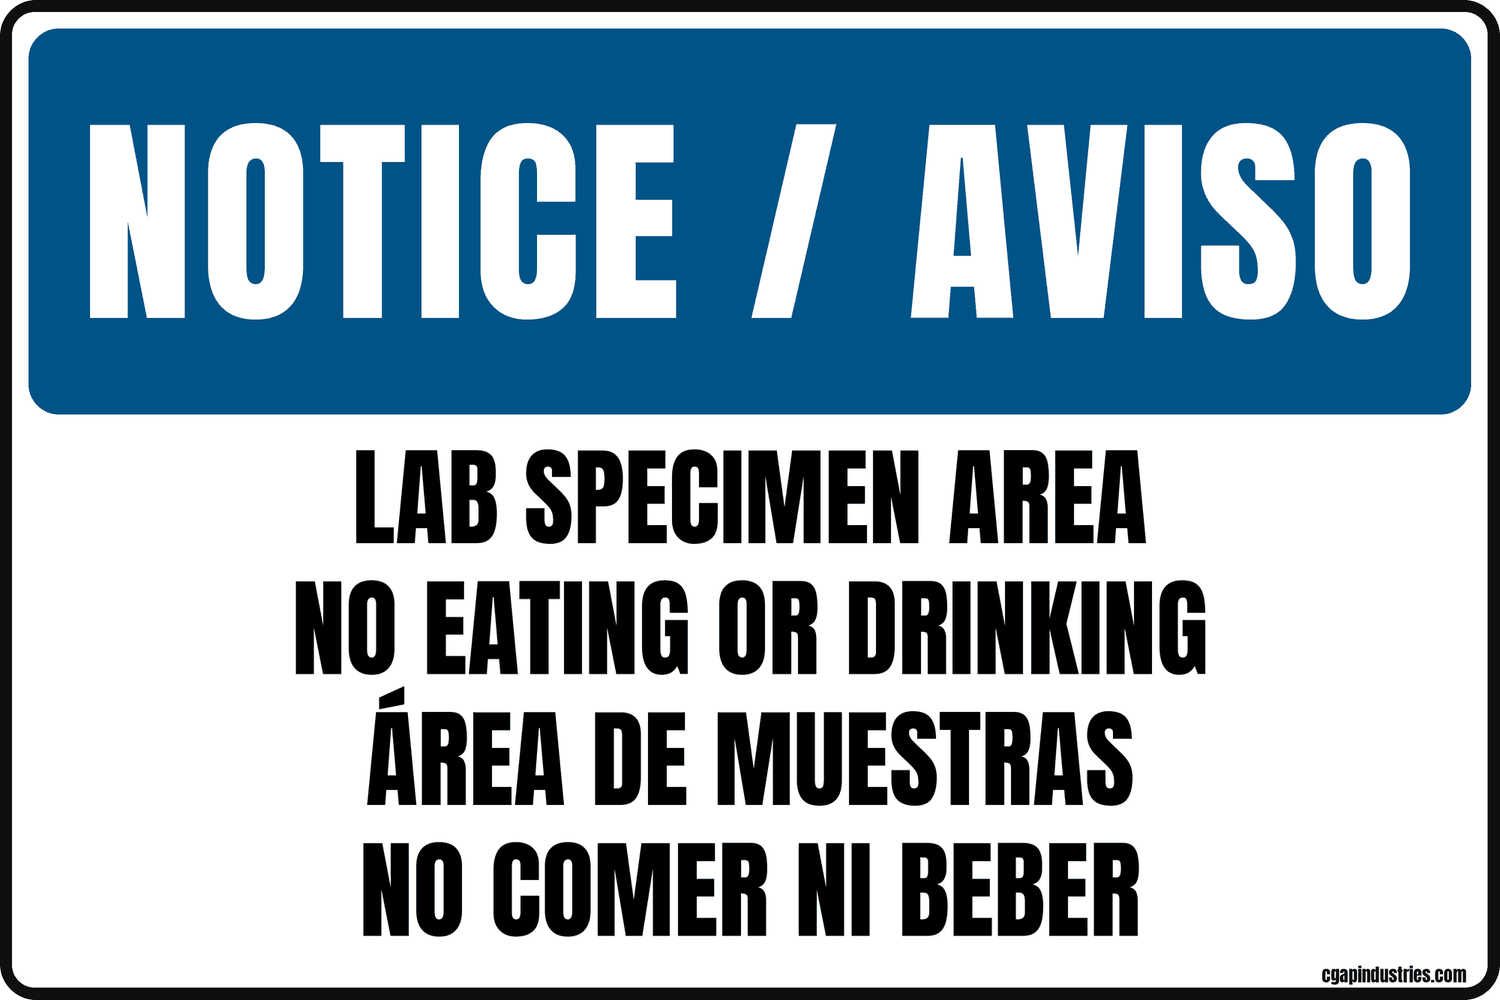 NOTICE / AVISO
LAB SPECIMEN AREA
NO EATING OR DRINKING
ÁREA DE MUESTRAS
NO COMER NI BEBER
cgapindustries.com